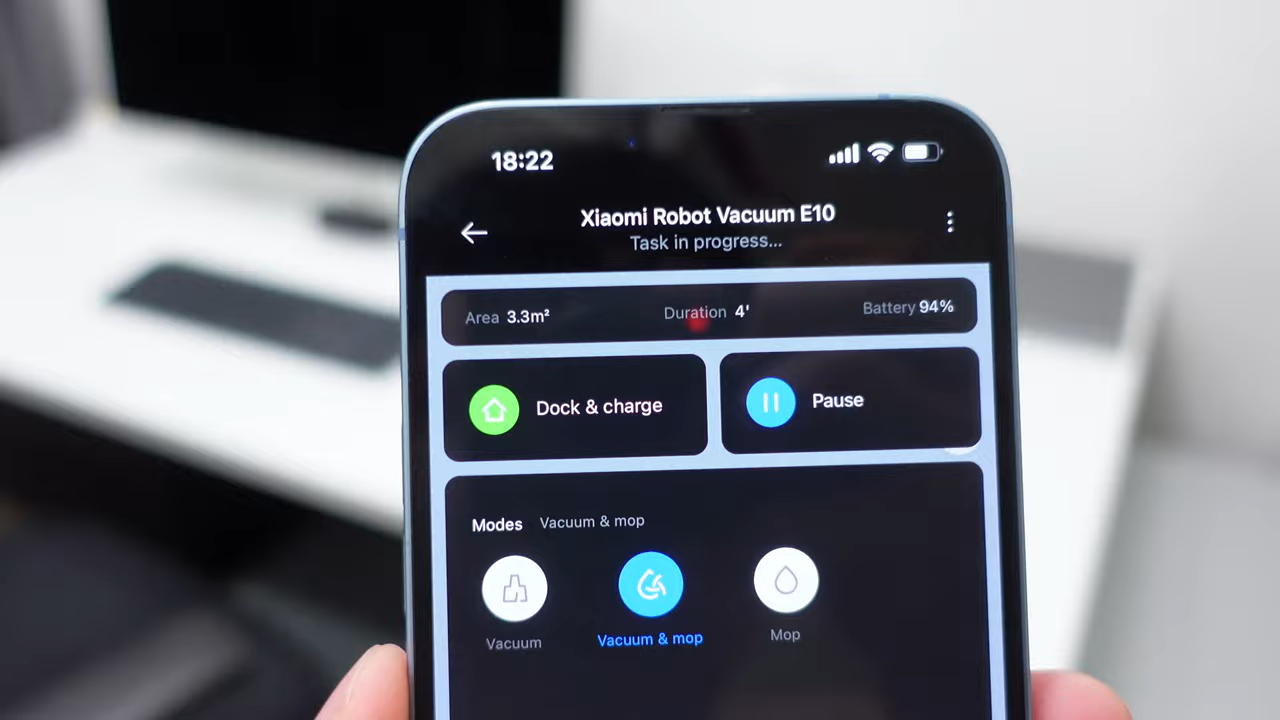 18:22
Xiaomi Robot Vacuum E10
Task in progress...
Area 3.3m² Duration 4' Battery 94%
Dock & charge Pause
Modes Vacuum & mop
Vacuum Vacuum & mop Mop